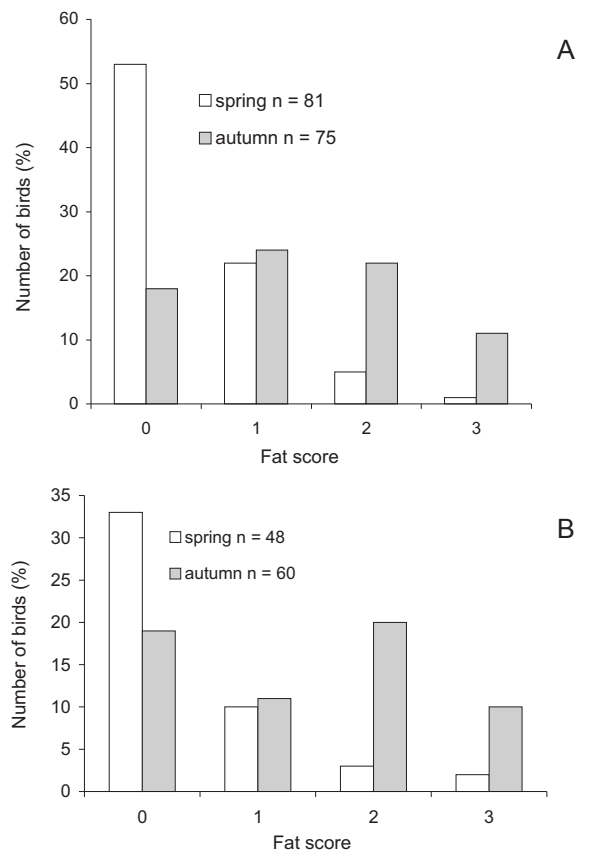 A
60
50
40
30
20
10
0
Number of birds (%)
spring n = 81
autumn n = 75
0 1 2 3
Fat score
B
35
30
25
20
15
10
5
0
Number of birds (%)
spring n = 48
autumn n = 60
0 1 2 3
Fat score